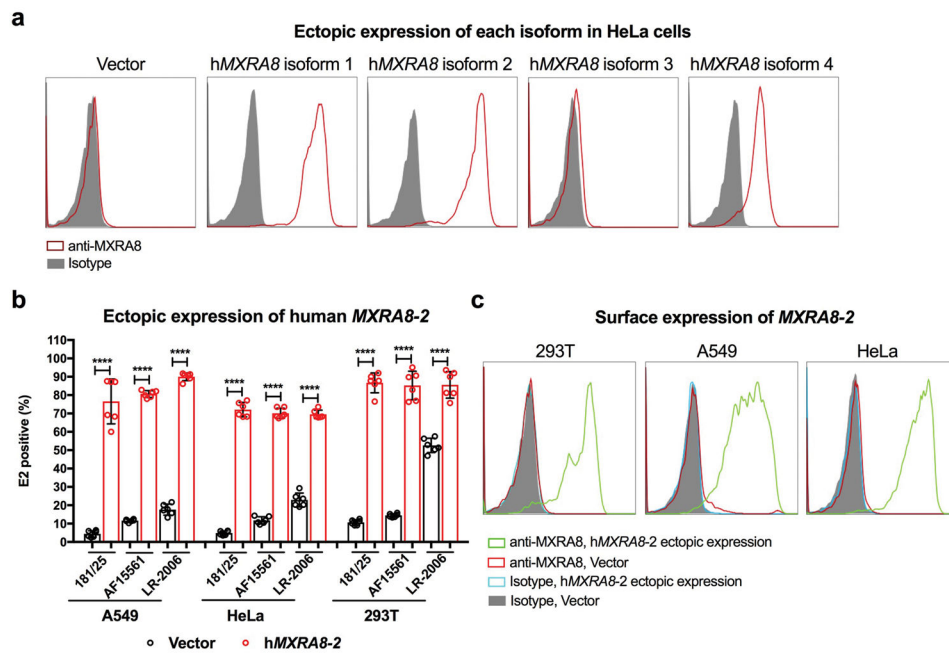 a
Ectopic expression of each isoform in HeLa cells
Vector
hMXRA8 isoform 1
hMXRA8 isoform 2
hMXRA8 isoform 3
hMXRA8 isoform 4
anti-MXRA8
Isotype
b
Ectopic expression of human MXRA8-2
E2 positive (%)
110
100
90
80
70
60
50
40
30
20
10
0
**** **** **** **** **** **** **** **** ****
181/25 AF15561 LR-2006 181/25 AF15561 LR-2006 181/25 AF15561 LR-2006
A549 HeLa 293T
Vector hMXRA8-2
c
Surface expression of MXRA8-2
293T A549 HeLa
anti-MXRA8, hMXRA8-2 ectopic expression
anti-MXRA8, Vector
Isotype, hMXRA8-2 ectopic expression
Isotype, Vector